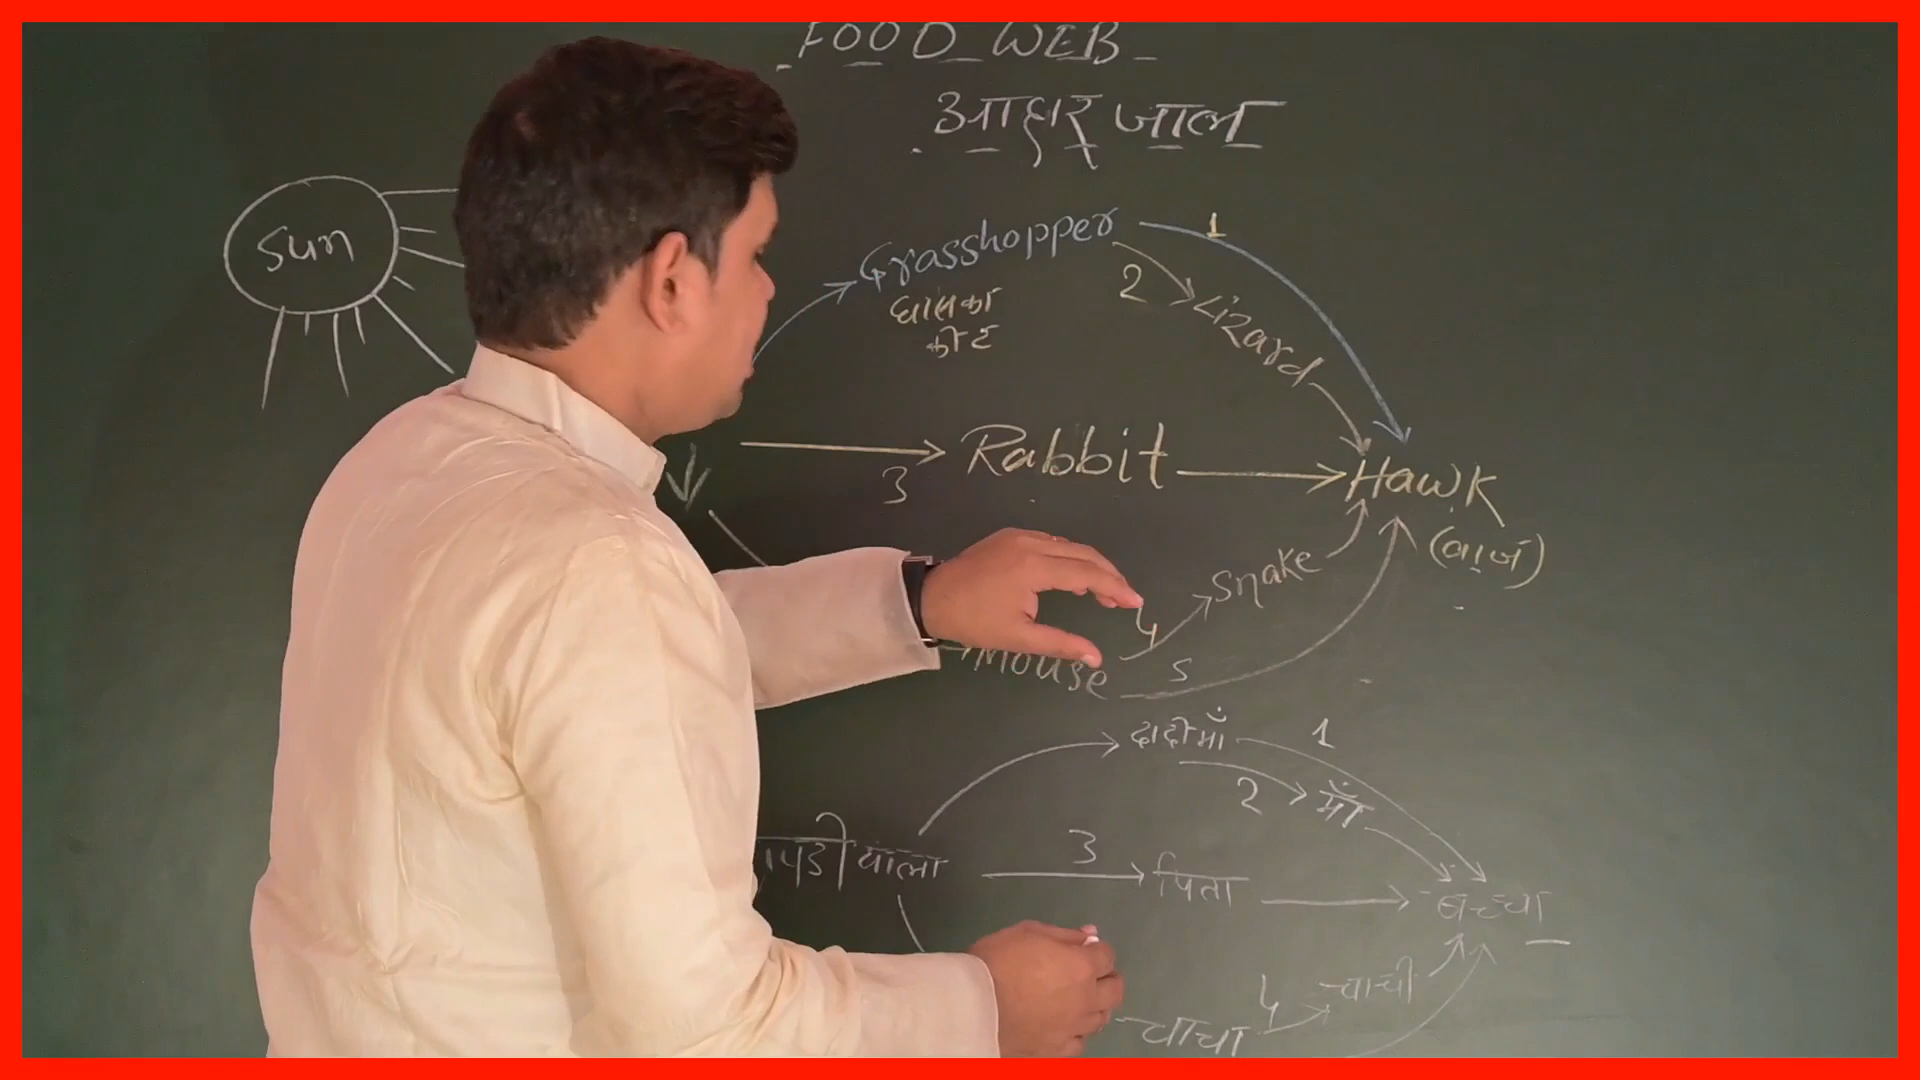 FOOD WEB
आहार जाल
Sun
Grasshopper
घास का
कीट
1
2
Lizard
3
Rabbit
Hawk
(बाज)
Snake
4
Mouse
5
दादी माँ
1
2
माँ
3
पिता
बच्चा
चाची
4
चाचा